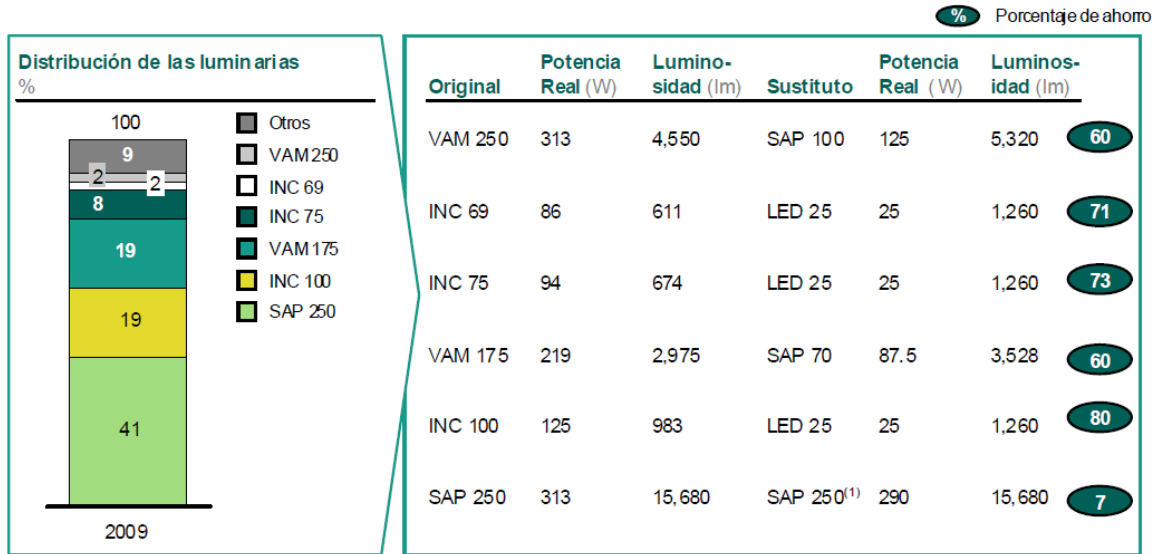 % Porcentaje de ahorro
Distribución de las luminarias
%
100
9
2
2
8
19
19
41
2009
Otros
VAM 250
INC 69
INC 75
VAM 175
INC 100
SAP 250
Original Potencia Real (W) Lumino-sidad (lm) Sustituto Potencia Real (W) Luminos-idad (lm)
VAM 250 313 4,550 SAP 100 125 5,320 60
INC 69 86 611 LED 25 25 1,260 71
INC 75 94 674 LED 25 25 1,260 73
VAM 175 219 2,975 SAP 70 87.5 3,528 60
INC 100 125 983 LED 25 25 1,260 80
SAP 250 313 15,680 SAP 250(1) 290 15,680 7